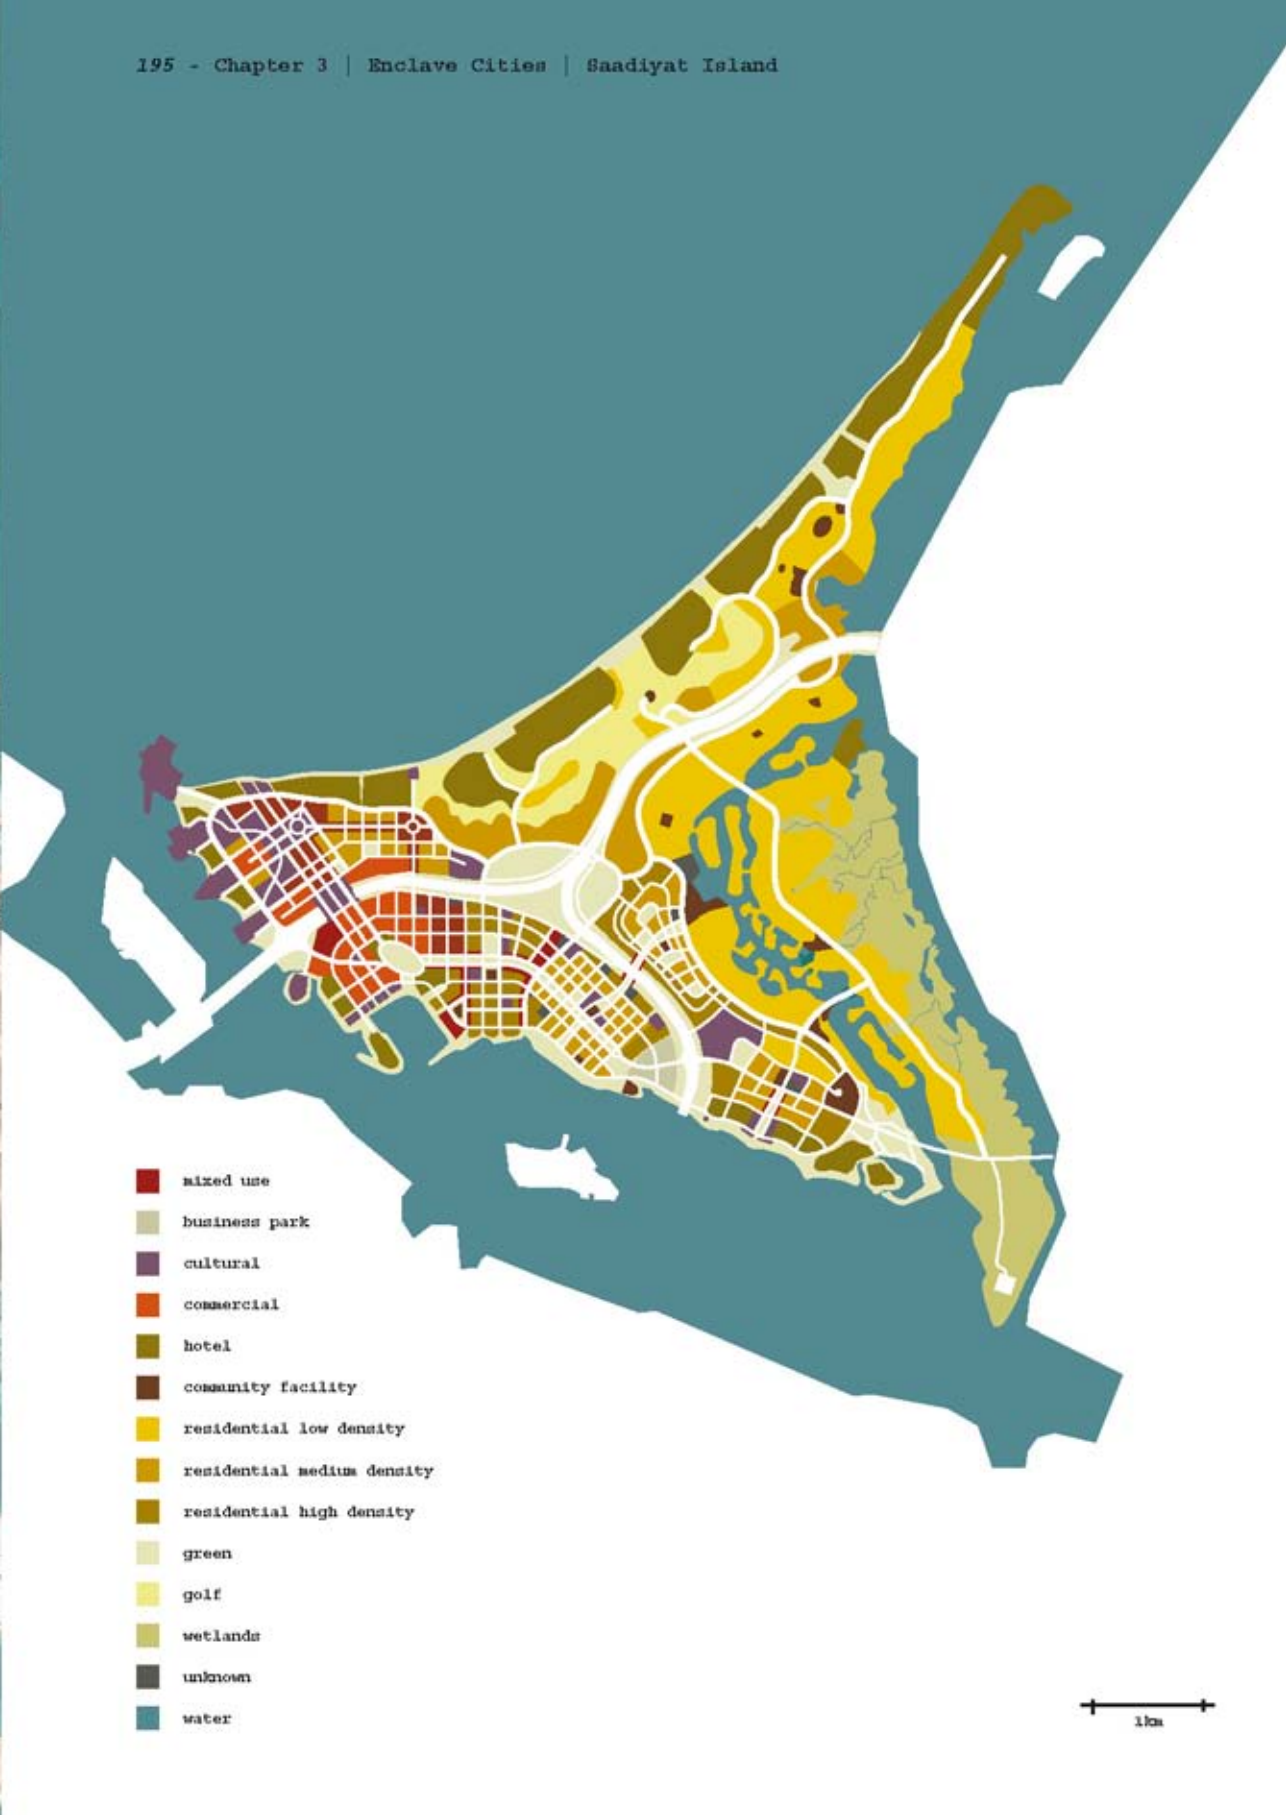 195 - Chapter 3 | Enclave Cities | Saadiyat Island
mixed use
business park
cultural
commercial
hotel
community facility
residential low density
residential medium density
residential high density
green
golf
wetlands
unknown
water
1km